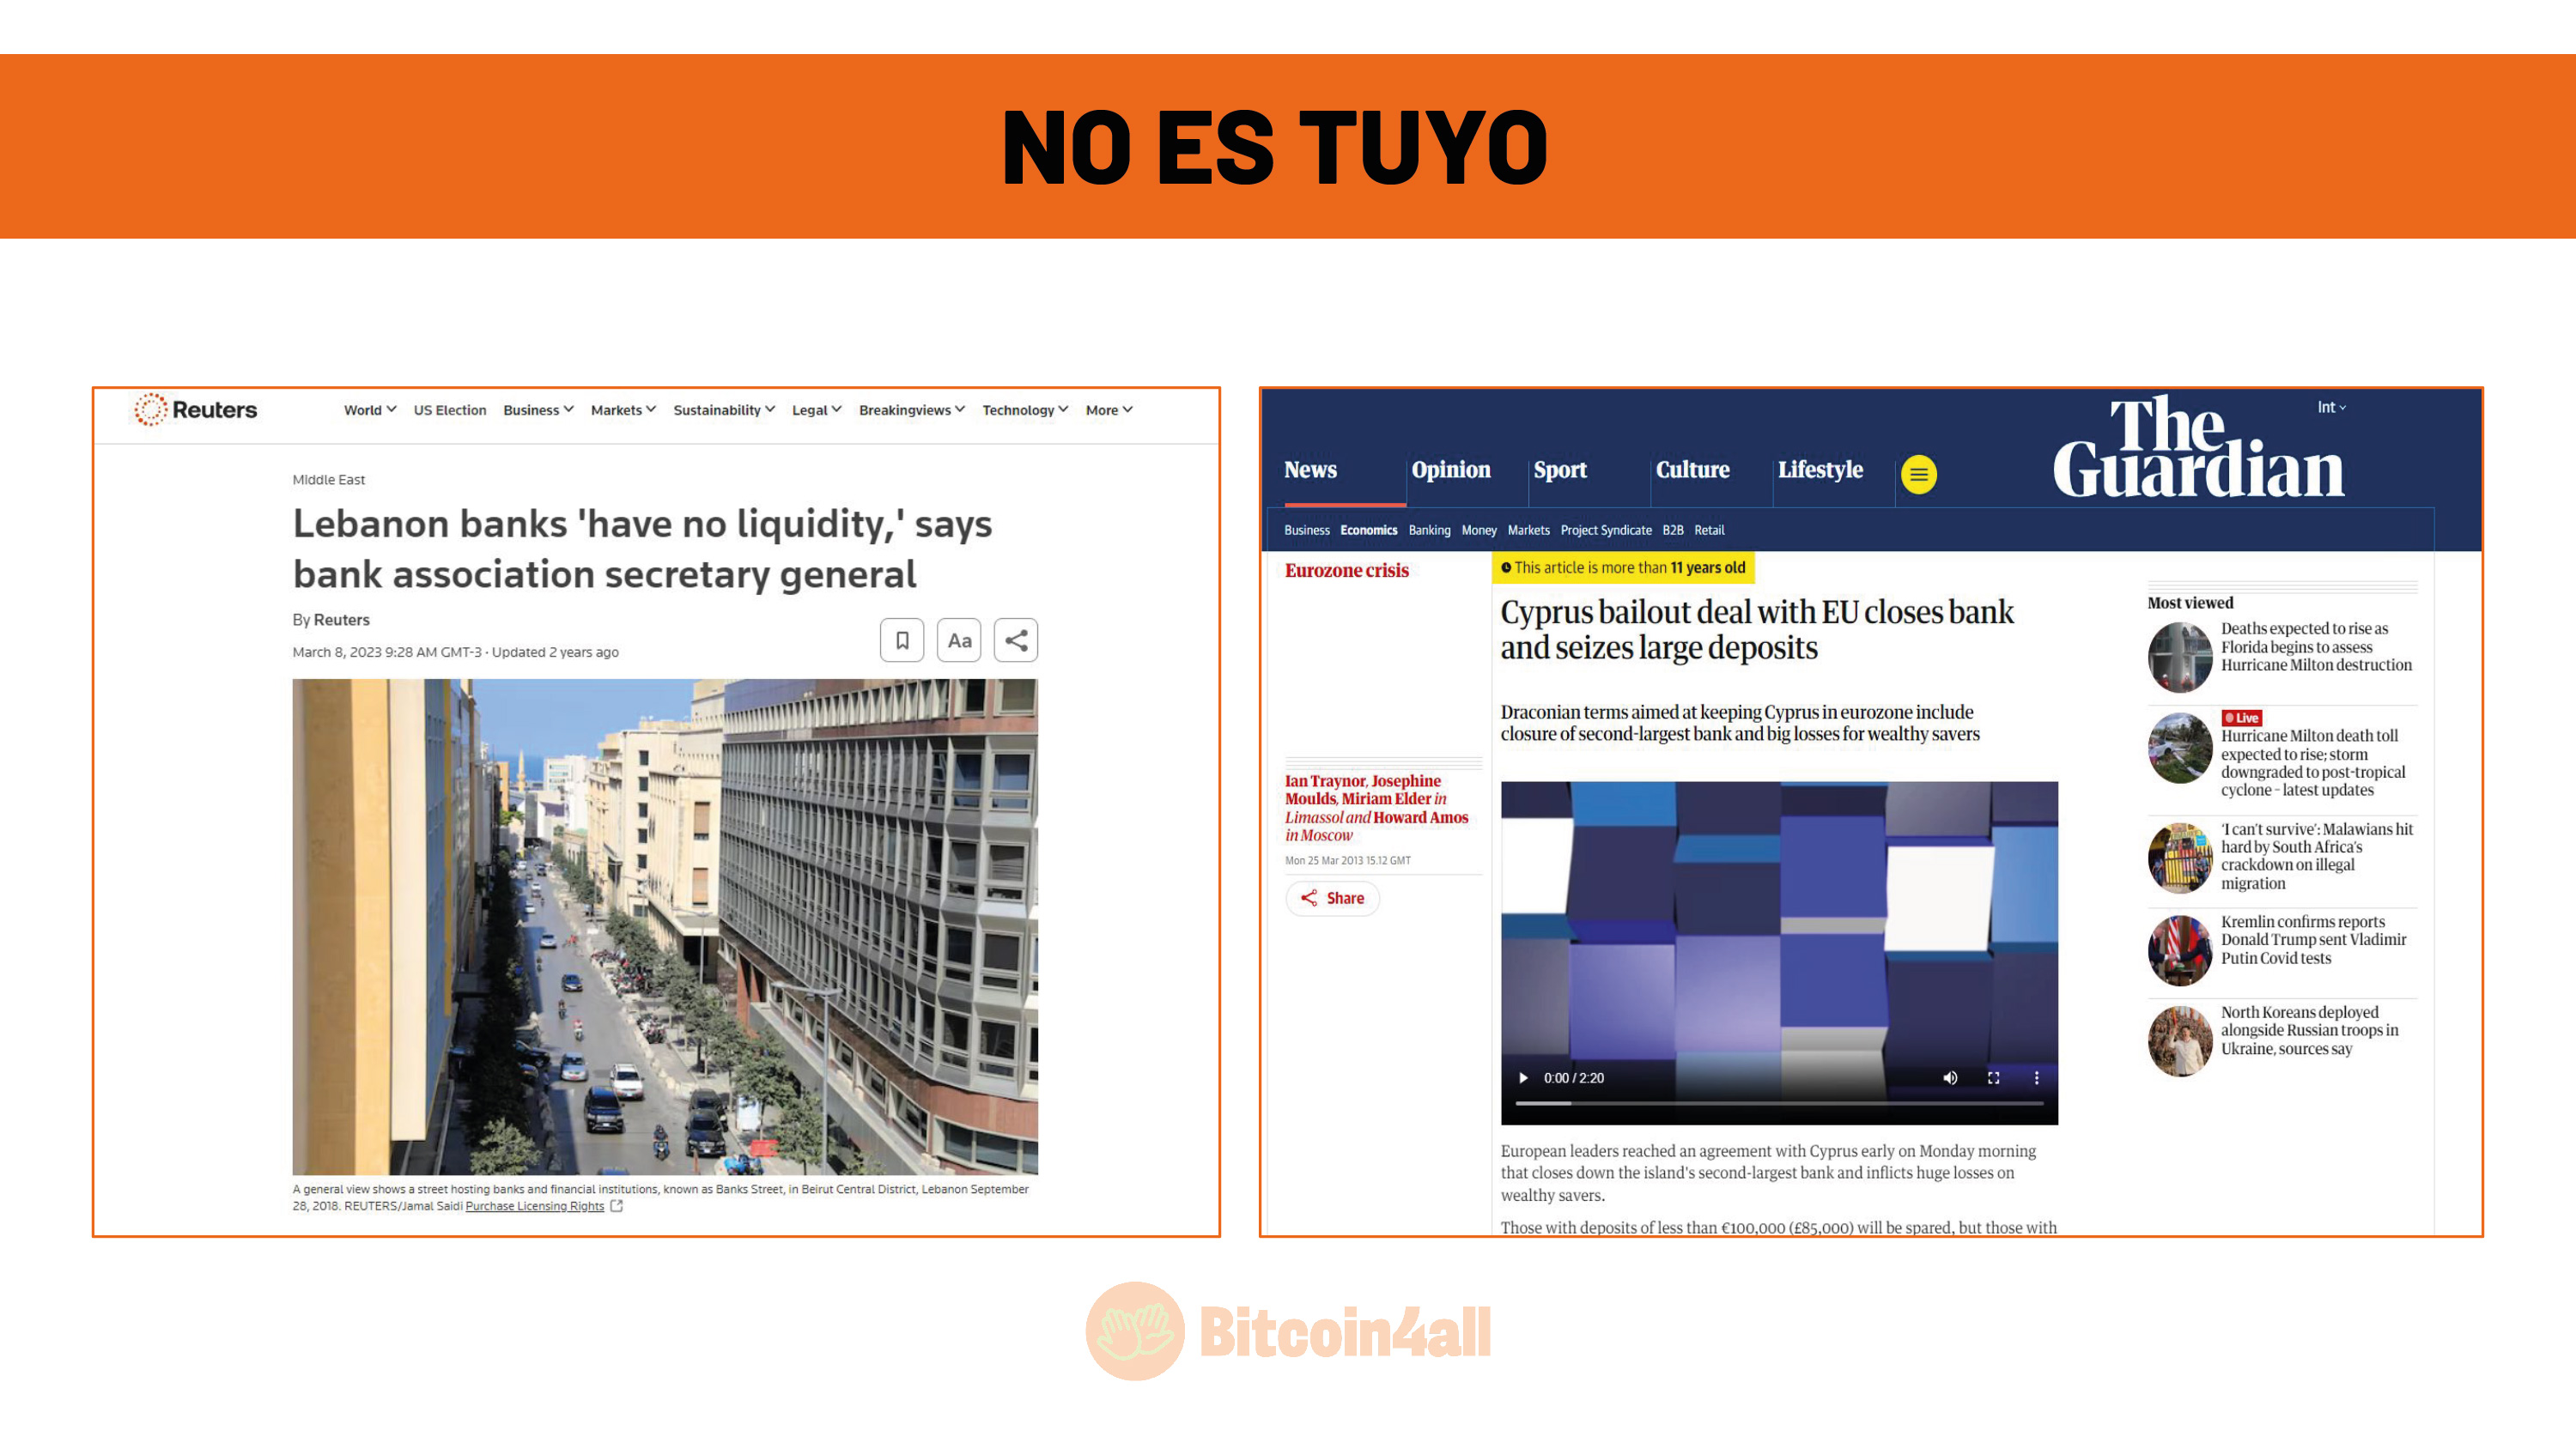 NO ES TUYO
Reuters
World US Election Business Markets Sustainability Legal Breakingviews Technology More
Middle East
Lebanon banks 'have no liquidity,' says
bank association secretary general
By Reuters
March 8, 2023 9:28 AM GMT-3 · Updated 2 years ago
Aa
A general view shows a street hosting banks and financial institutions, known as Banks Street, in Beirut Central District, Lebanon September
28, 2018. REUTERS/Jamal Saidi Purchase Licensing Rights
Int
The
Guardian
News Opinion Sport Culture Lifestyle
Business Economics Banking Money Markets Project Syndicate B2B Retail
Eurozone crisis
This article is more than 11 years old
Cyprus bailout deal with EU closes bank
and seizes large deposits
Draconian terms aimed at keeping Cyprus in eurozone include
closure of second-largest bank and big losses for wealthy savers
Ian Traynor, Josephine
Moulds, Miriam Elder in
Limassol and Howard Amos
in Moscow
Mon 25 Mar 2013 15.12 GMT
Share
0:00 / 2:20
European leaders reached an agreement with Cyprus early on Monday morning
that closes down the island's second-largest bank and inflicts huge losses on
wealthy savers.
Those with deposits of less than €100,000 (£85,000) will be spared, but those with
Most viewed
Deaths expected to rise as
Florida begins to assess
Hurricane Milton destruction
Live
Hurricane Milton death toll
expected to rise; storm
downgraded to post-tropical
cyclone – latest updates
'I can't survive': Malawians hit
hard by South Africa's
crackdown on illegal
migration
Kremlin confirms reports
Donald Trump sent Vladimir
Putin Covid tests
North Koreans deployed
alongside Russian troops in
Ukraine, sources say
Bitcoin4all